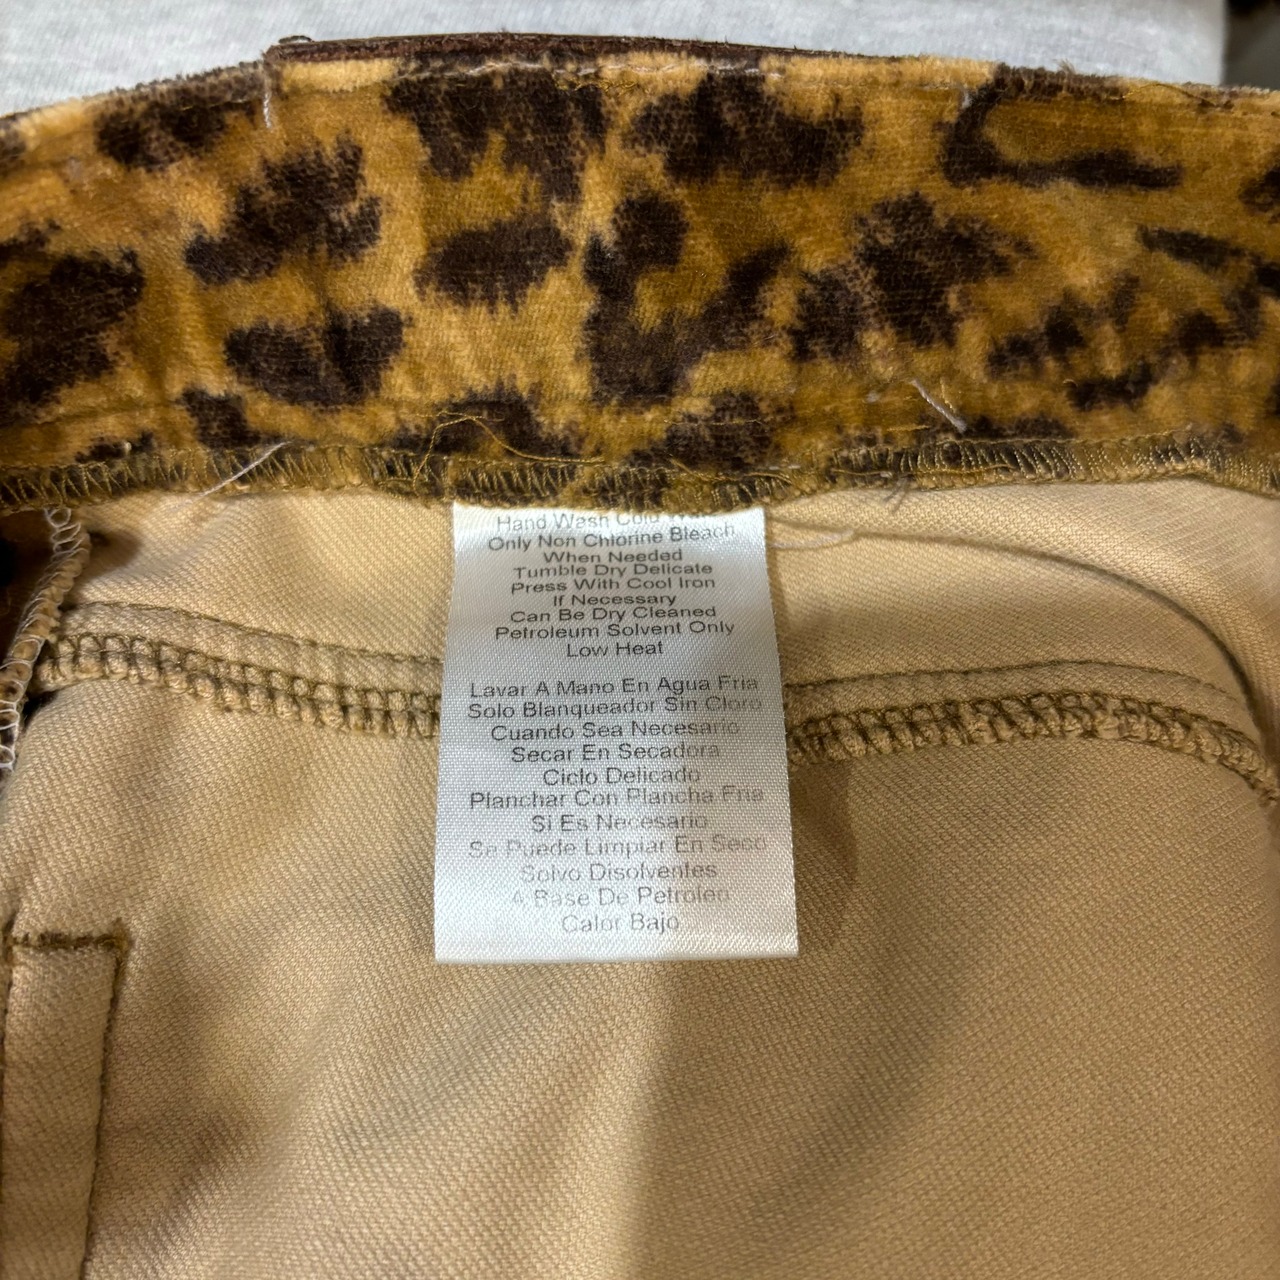 Hand Wash Cold
Only Non Chlorine Bleach
When Needed
Tumble Dry Delicate
Press With Cool Iron
If Necessary
Can Be Dry Cleaned
Petroleum Solvent Only
Low Heat
Lavar A Mano En Agua Fria
Solo Blanqueador Sin Cloro
Cuando Sea Necesario
Secar En Secadora
Ciclo Delicado
Planchar Con Plancha Fria
Si Es Necesario
Se Puede Limpiar En Seco
Solvo Disolventes
A Base De Petroleo
Calor Bajo